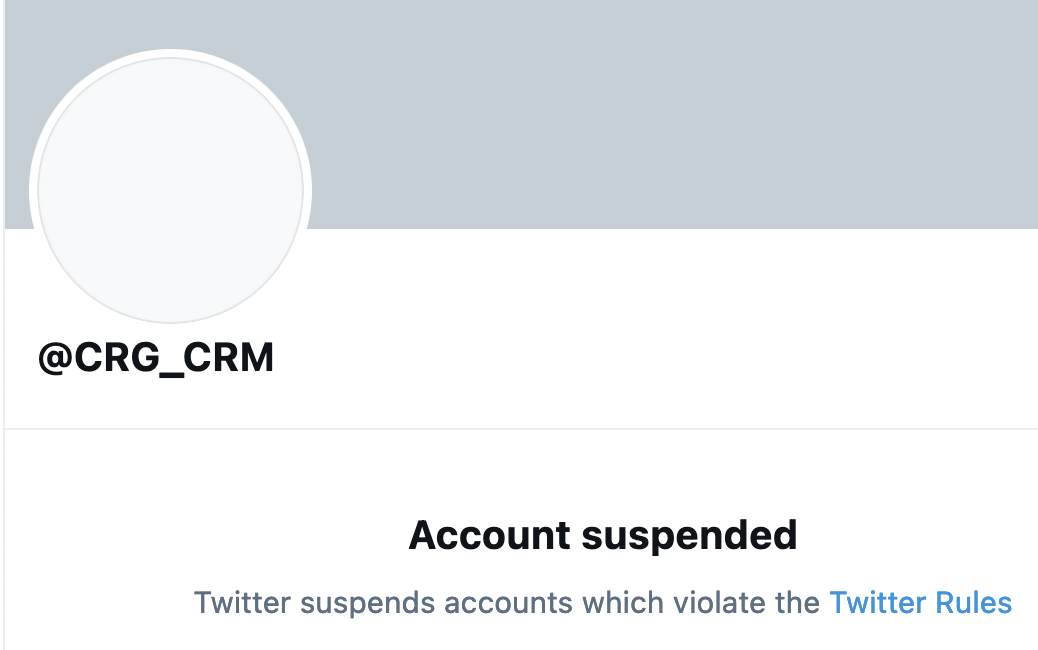 @CRG_CRM
Account suspended
Twitter suspends accounts which violate the Twitter Rules